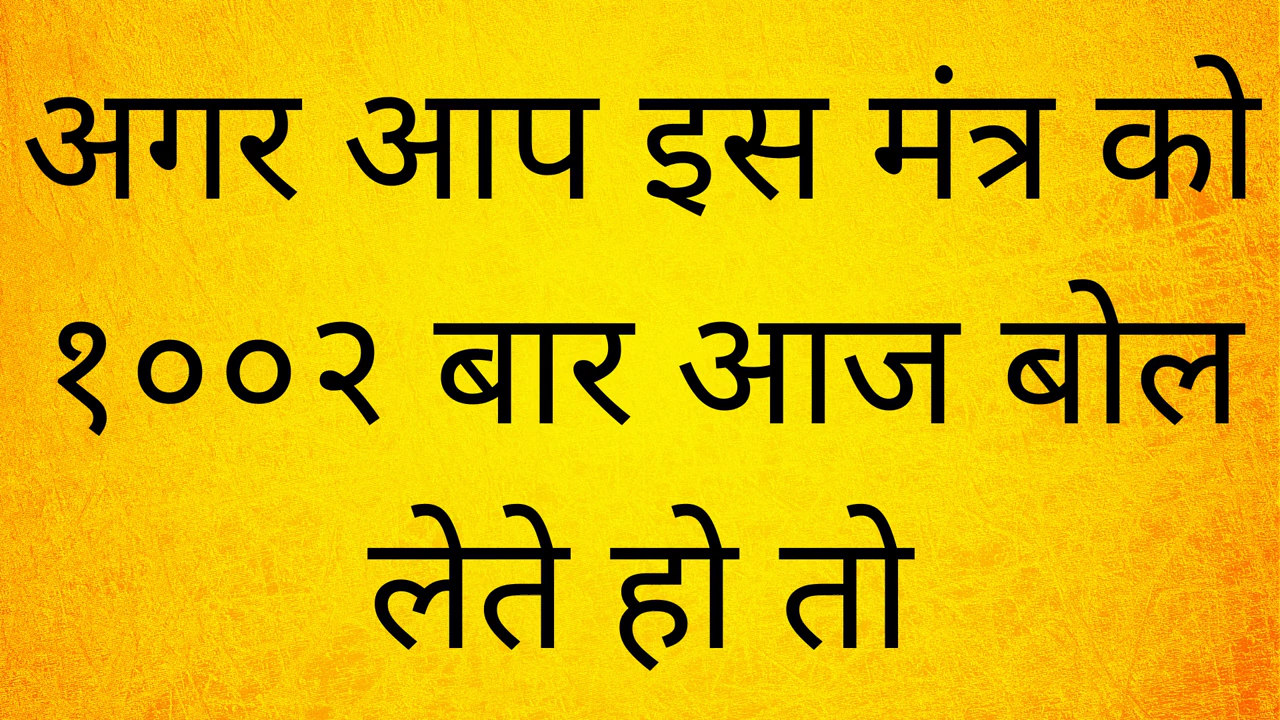 अगर आप इस मंत्र को
१००२ बार आज बोल
लेते हो तो